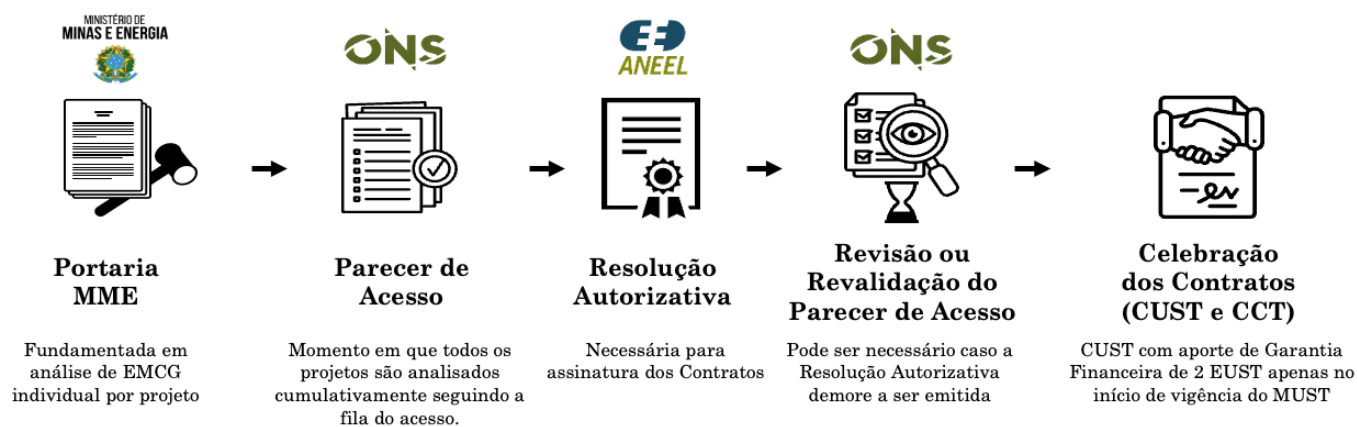 MINISTÉRIO DE
MINAS E ENERGIA
ONS
ANEEL
ONS
Portaria
MME
Fundamentada em
análise de EMCG
individual por projeto
Parecer de
Acesso
Momento em que todos os
projetos são analisados
cumulativamente seguindo a
fila do acesso.
Resolução
Autorizativa
Necessária para
assinatura dos Contratos
Revisão ou
Revalidação do
Parecer de Acesso
Pode ser necessário caso a
Resolução Autorizativa
demore a ser emitida
Celebração
dos Contratos
(CUST e CCT)
CUST com aporte de Garantia
Financeira de 2 EUST apenas no
início de vigência do MUST